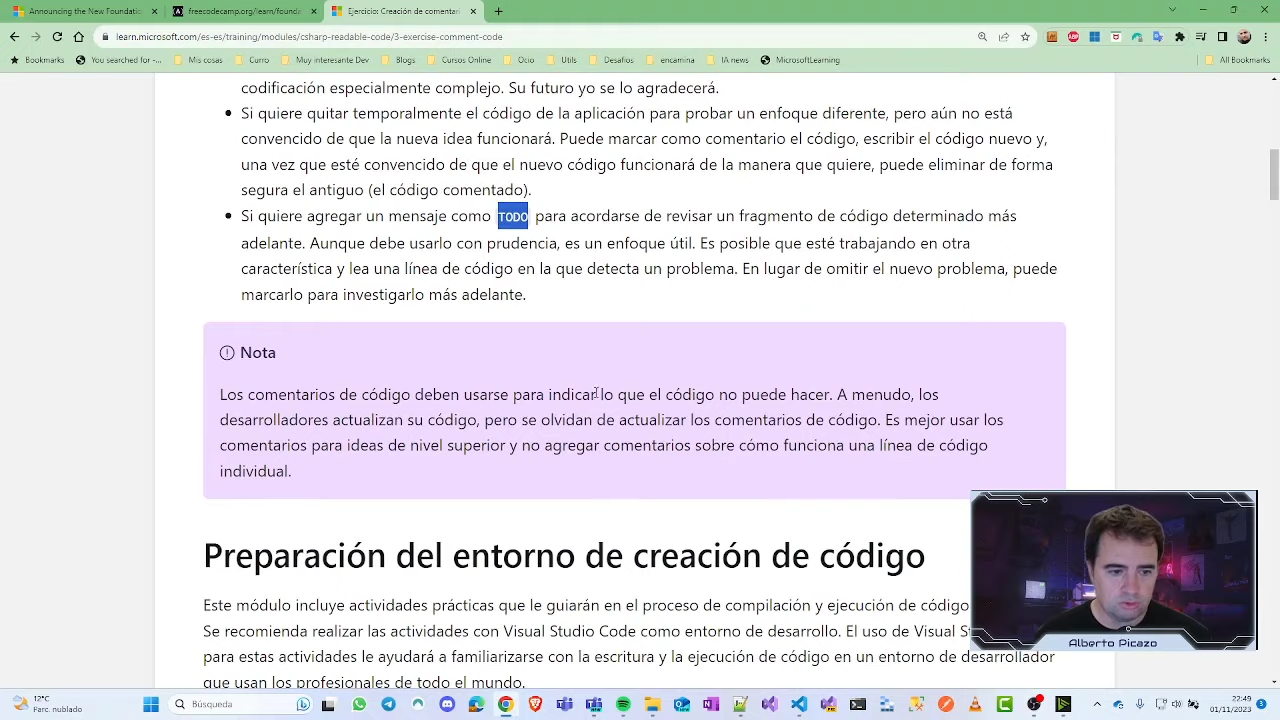 Announcing the New Foundatio
freecodecamp.org/learn/found
Ejercicio: Creación de comentari
learn.microsoft.com/es-es/training/modules/csharp-readable-code/3-exercise-comment-code
Bookmarks
You searched for -...
Mis cosas
Curro
Muy interesante Dev
Blogs
Cursos Online
Ocio
Utils
Desafios
encamina
IA news
MicrosoftLearning
All Bookmarks
codificación especialmente complejo. Su futuro yo se lo agradecerá.
Si quiere quitar temporalmente el código de la aplicación para probar un enfoque diferente, pero aún no está
convencido de que la nueva idea funcionará. Puede marcar como comentario el código, escribir el código nuevo y,
una vez que esté convencido de que el nuevo código funcionará de la manera que quiere, puede eliminar de forma
segura el antiguo (el código comentado).
Si quiere agregar un mensaje como TODO para acordarse de revisar un fragmento de código determinado más
adelante. Aunque debe usarlo con prudencia, es un enfoque útil. Es posible que esté trabajando en otra
característica y lea una línea de código en la que detecta un problema. En lugar de omitir el nuevo problema, puede
marcarlo para investigarlo más adelante.
Nota
Los comentarios de código deben usarse para indicar lo que el código no puede hacer. A menudo, los
desarrolladores actualizan su código, pero se olvidan de actualizar los comentarios de código. Es mejor usar los
comentarios para ideas de nivel superior y no agregar comentarios sobre cómo funciona una línea de código
individual.
Preparación del entorno de creación de código
Este módulo incluye actividades prácticas que le guiarán en el proceso de compilación y ejecución de código
Se recomienda realizar las actividades con Visual Studio Code como entorno de desarrollo. El uso de Visual St
para estas actividades le ayudará a familiarizarse con la escritura y la ejecución de código en un entorno de desarrollador
que usan los profesionales de todo el mundo.
Alberto Picazo
12°C
Parc. nublado
Búsqueda
22:49
01/11/2023
3